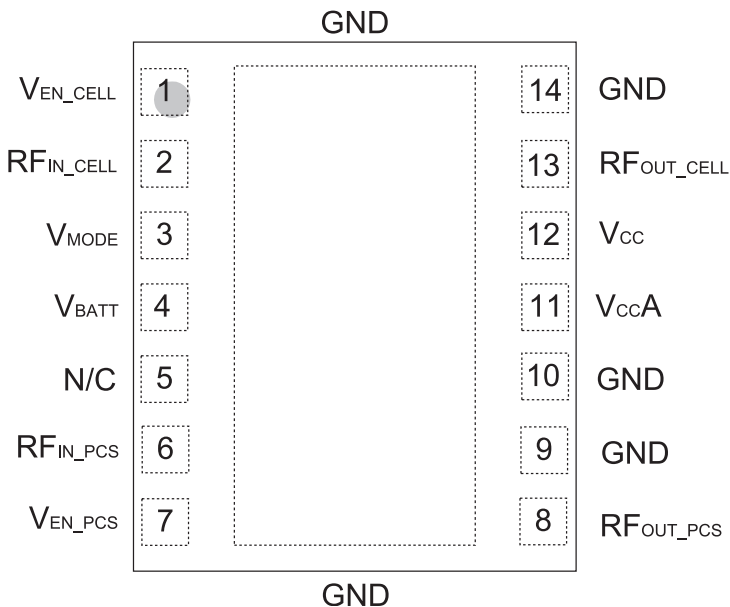 GND
VEN_CELL 1 14 GND
RFIN_CELL 2 13 RFOUT_CELL
VMODE 3 12 VCC
VBATT 4 11 VCCA
N/C 5 10 GND
RFIN_PCS 6 9 GND
VEN_PCS 7 8 RFOUT_PCS
GND